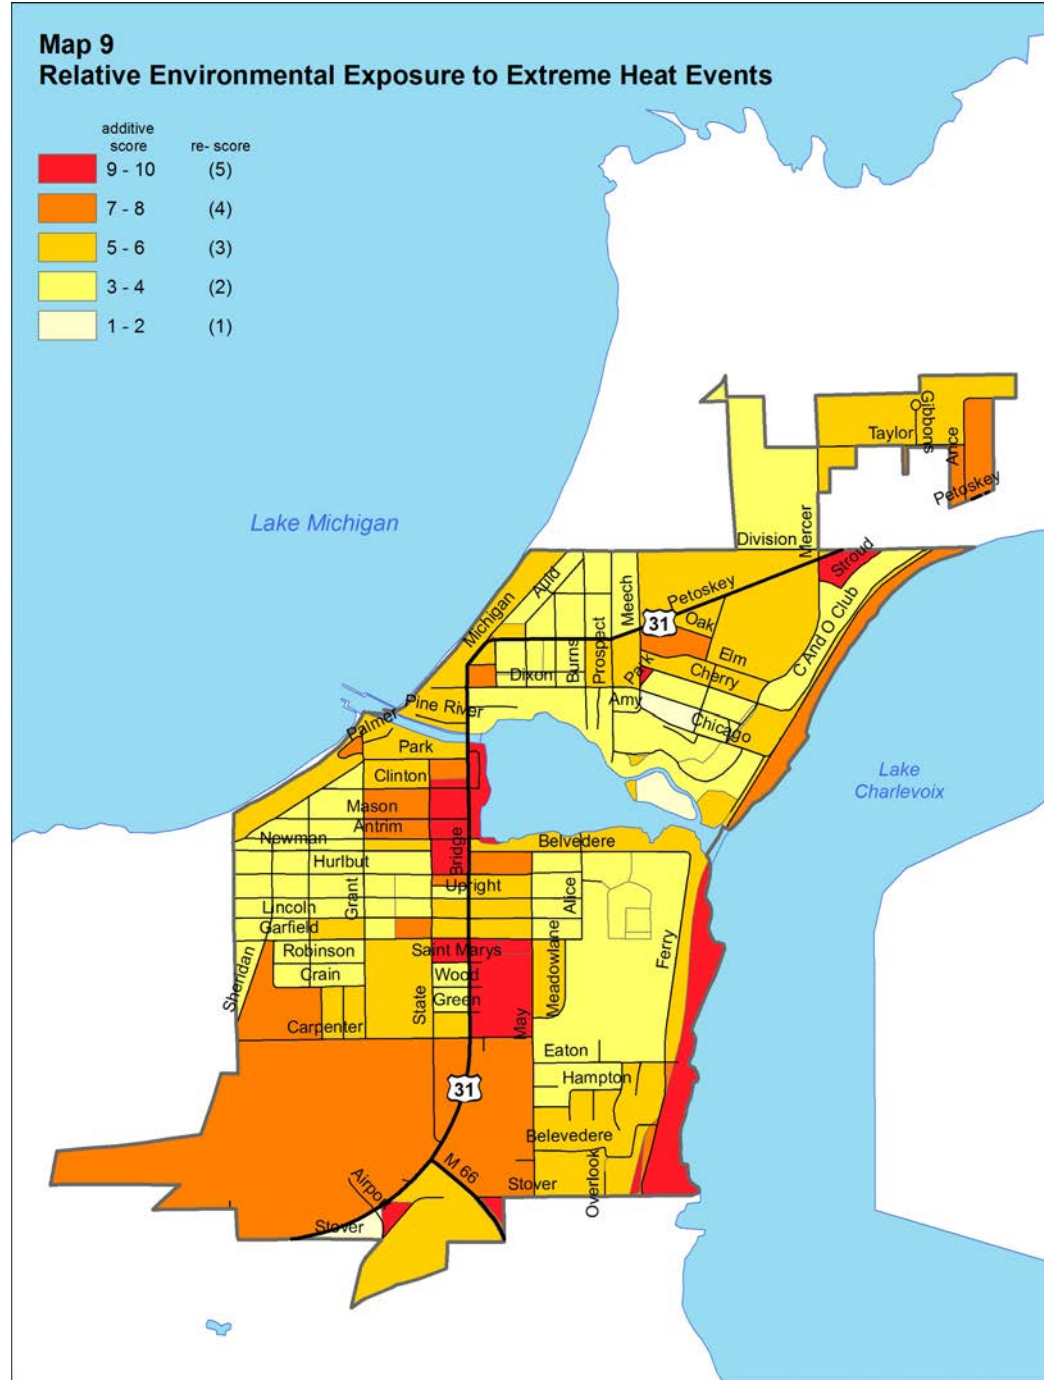 Map 9
Relative Environmental Exposure to Extreme Heat Events
additive
score
re- score
9 - 10 (5)
7 - 8 (4)
5 - 6 (3)
3 - 4 (2)
1 - 2 (1)
Gibbons
Taylor
Ance
Petoskey
Lake Michigan
Mercer
Division
Stroud
Auld
Meech
Petoskey
C And O Club
Michigan
31
Oak
Burns
Prospect
Elm
Park
Dixon
Cherry
Amy
Pine River
Chicago
Palmer
Park
Lake
Charlevoix
Clinton
Mason
Antrim
Newman
Bridge
Belvedere
Hurlbut
Grant
Upright
Alice
Lincoln
Garfield
Saint Marys
Robinson
Ferry
Meadowlane
Sheridan
Crain
Wood
State
Green
May
Carpenter
Eaton
31
Hampton
Belevedere
M 66
Airport
Stover
Overlook
Stover